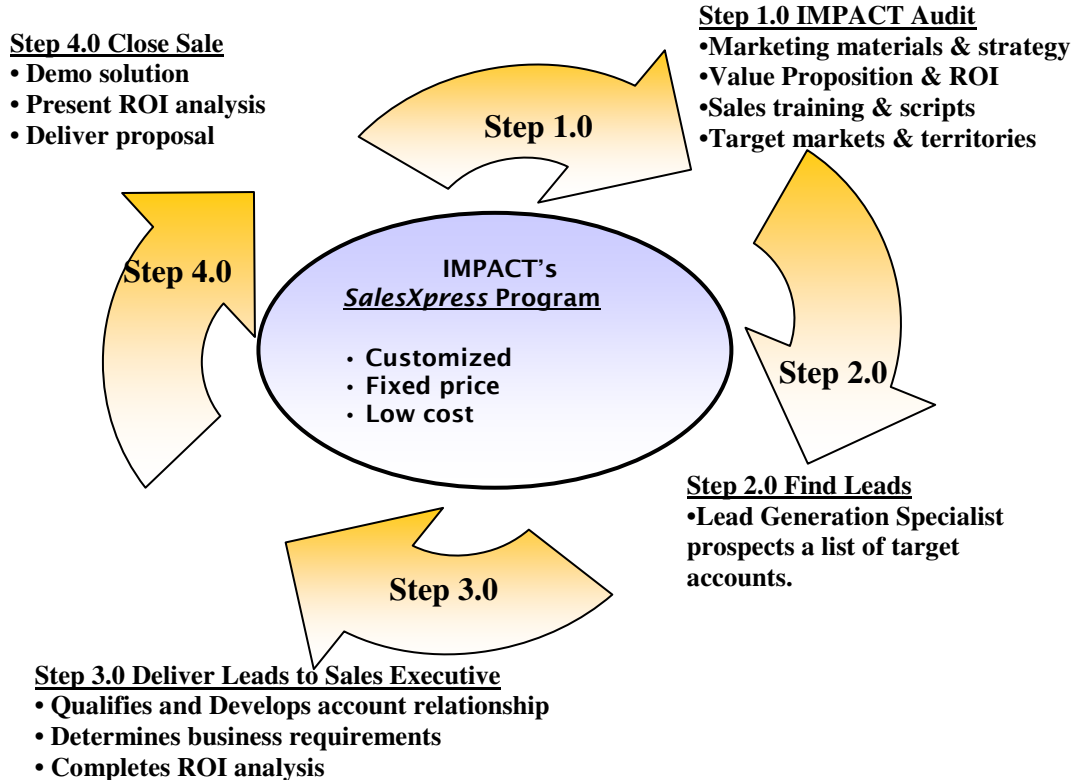 Step 4.0 Close Sale
• Demo solution
• Present ROI analysis
• Deliver proposal
Step 1.0 IMPACT Audit
•Marketing materials & strategy
•Value Proposition & ROI
•Sales training & scripts
•Target markets & territories
Step 1.0
Step 4.0
IMPACT's
SalesXpress Program
• Customized
• Fixed price
• Low cost
Step 2.0
Step 2.0 Find Leads
•Lead Generation Specialist
prospects a list of target
accounts.
Step 3.0
Step 3.0 Deliver Leads to Sales Executive
• Qualifies and Develops account relationship
• Determines business requirements
• Completes ROI analysis